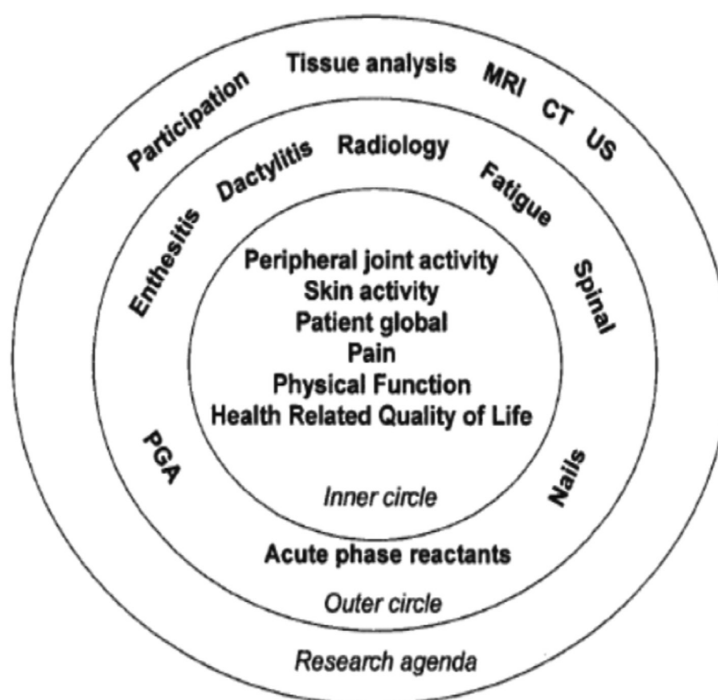 Tissue analysis
Participation
MRI
CT
US
Radiology
Dactylitis
Fatigue
Enthesitis
Spinal
Peripheral joint activity
Skin activity
Patient global
Pain
Physical Function
Health Related Quality of Life
PGA
Nails
Inner circle
Acute phase reactants
Outer circle
Research agenda